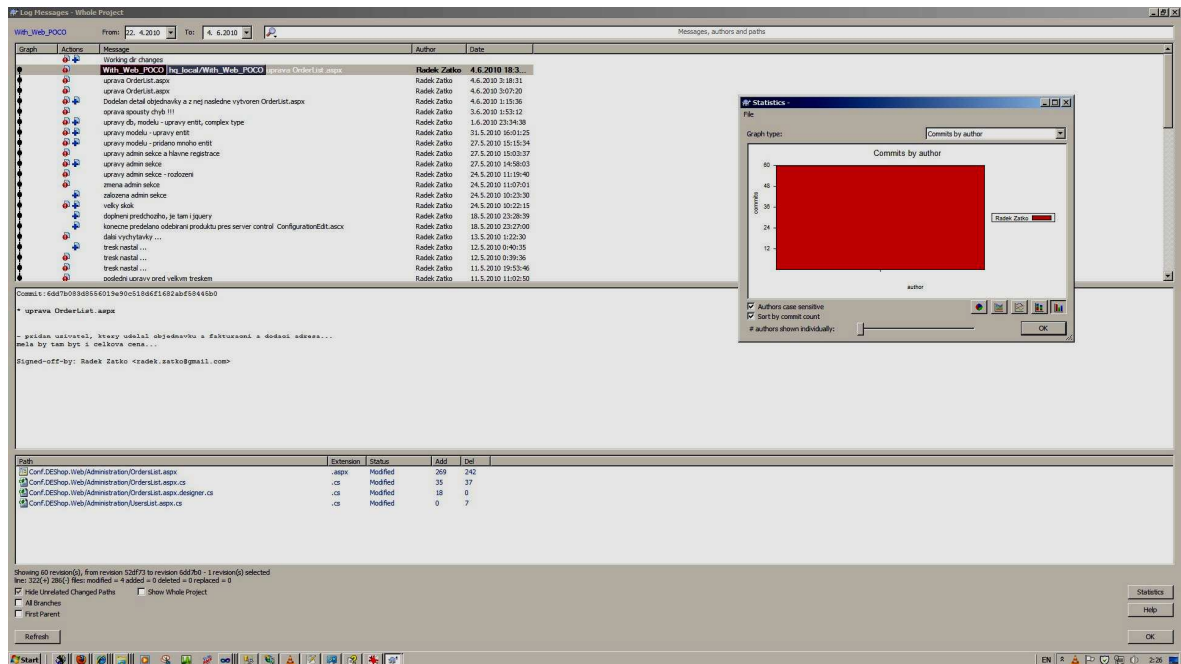 Log Messages - Whole Project
With_Web_POCO From: 22. 4.2010 To: 4. 6.2010 Messages, authors and paths
Graph Actions Message Author Date
Working dir changes
With_Web_POCO hq_local/With_Web_POCO uprava OrderList.aspx Radek Zatko 4.6.2010 18:3...
uprava OrderList.aspx Radek Zatko 4.6.2010 3:18:31
uprava OrderList.aspx Radek Zatko 4.6.2010 3:07:20
Dodelan detail objednavky a z nej nasledne vytvoren OrderList.aspx Radek Zatko 4.6.2010 1:15:36
oprava spousty chyb !!! Radek Zatko 3.6.2010 1:53:12
upravy db, modelu - upravy entit, complex type Radek Zatko 1.6.2010 23:34:38
upravy modelu - upravy entit Radek Zatko 31.5.2010 16:01:25
upravy modelu - pridano mnoho entit Radek Zatko 27.5.2010 15:15:34
upravy admin sekce a hlavne registrace Radek Zatko 27.5.2010 15:03:37
upravy admin sekce Radek Zatko 27.5.2010 14:58:03
upravy admin sekce - rozlozeni Radek Zatko 24.5.2010 11:19:40
zmena admin sekce Radek Zatko 24.5.2010 11:07:01
zalozena admin sekce Radek Zatko 24.5.2010 10:23:30
velky skok Radek Zatko 24.5.2010 10:22:15
doplneni predchoziho, je tam i jquery Radek Zatko 18.5.2010 23:28:39
konecne predelano odebirani produktu pres server control ConfigurationEdt.ascx Radek Zatko 18.5.2010 23:27:00
dalsi vychytavky ... Radek Zatko 13.5.2010 1:22:30
tresk nastal ... Radek Zatko 12.5.2010 0:40:35
tresk nastal ... Radek Zatko 12.5.2010 0:39:36
tresk nastal ... Radek Zatko 11.5.2010 19:53:46
posledni upravy pred velkym treskem Radek Zatko 11.5.2010 11:02:50
Statistics -
File
Graph type: Commits by author
Commits by author
60
48
36
24
12
commits
Radek Zatko
author
Authors case sensitive
Sort by commit count
# authors shown individually:
OK
Commit:6dd7b083d8556019e90c518d6f1682abf58445b0
* uprava OrderList.aspx
- pridan uzivatel, ktery udelal objednavku a fakturacni a dodaci adresa...
mela by tam byt i celkova cena...
Signed-off-by: Radek Zatko <radek.zatko@gmail.com>
Path Extension Status Add Del
Conf.DEShop.Web/Administration/OrdersList.aspx .aspx Modified 269 242
Conf.DEShop.Web/Administration/OrdersList.aspx.cs .cs Modified 35 37
Conf.DEShop.Web/Administration/OrdersList.aspx.designer.cs .cs Modified 18 0
Conf.DEShop.Web/Administration/UsersList.aspx.cs .cs Modified 0 7
Showing 60 revision(s), from revision 52df73 to revision 6dd7b0 - 1 revision(s) selected
line: 322(+) 286(-) files: modified = 4 added = 0 deleted = 0 replaced = 0
Hide Unrelated Changed Paths Show Whole Project
Statistics
All Branches
Help
First Parent
Refresh OK
Start EN 2:26